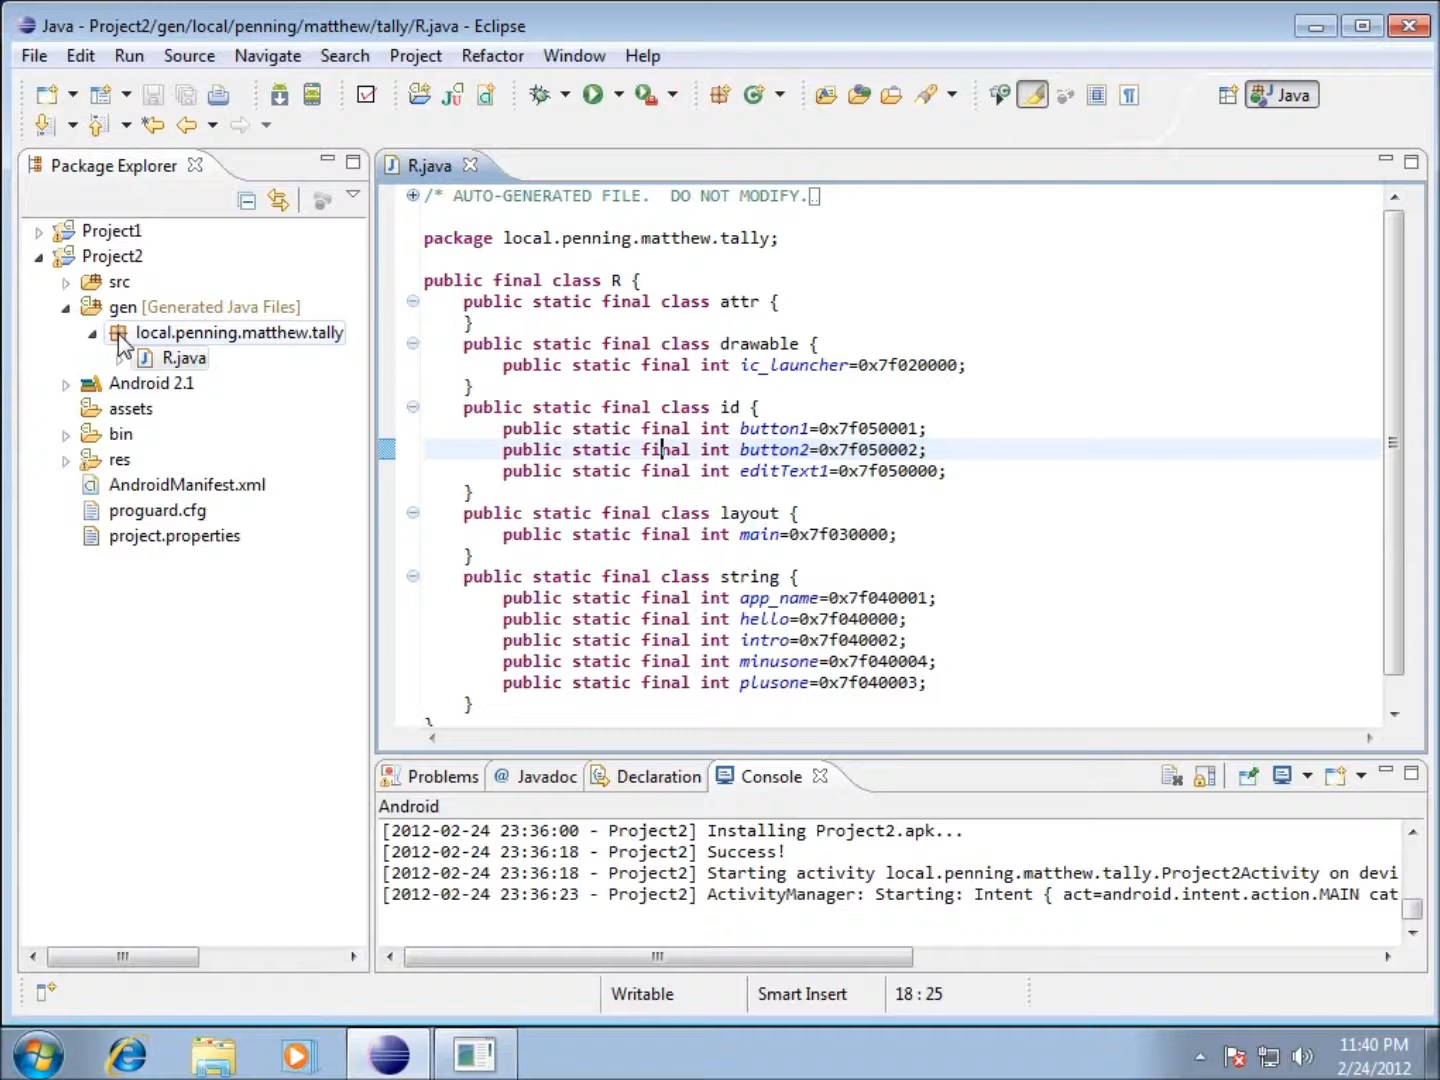 Java - Project2/gen/local/penning/matthew/tally/R.java - Eclipse
File Edit Run Source Navigate Search Project Refactor Window Help
Java
Package Explorer
Project1
Project2
src
gen [Generated Java Files]
local.penning.matthew.tally
R.java
Android 2.1
assets
bin
res
AndroidManifest.xml
proguard.cfg
project.properties
R.java
/* AUTO-GENERATED FILE.  DO NOT MODIFY.
package local.penning.matthew.tally;
public final class R {
public static final class attr {
}
public static final class drawable {
public static final int ic_launcher=0x7f020000;
}
public static final class id {
public static final int button1=0x7f050001;
public static final int button2=0x7f050002;
public static final int editText1=0x7f050000;
}
public static final class layout {
public static final int main=0x7f030000;
}
public static final class string {
public static final int app_name=0x7f040001;
public static final int hello=0x7f040000;
public static final int intro=0x7f040002;
public static final int minusone=0x7f040004;
public static final int plusone=0x7f040003;
}
Problems @ Javadoc Declaration Console
Android
[2012-02-24 23:36:00 - Project2] Installing Project2.apk...
[2012-02-24 23:36:18 - Project2] Success!
[2012-02-24 23:36:18 - Project2] Starting activity local.penning.matthew.tally.Project2Activity on devi
[2012-02-24 23:36:23 - Project2] ActivityManager: Starting: Intent { act=android.intent.action.MAIN cat
Writable Smart Insert 18 : 25
11:40 PM
2/24/2012